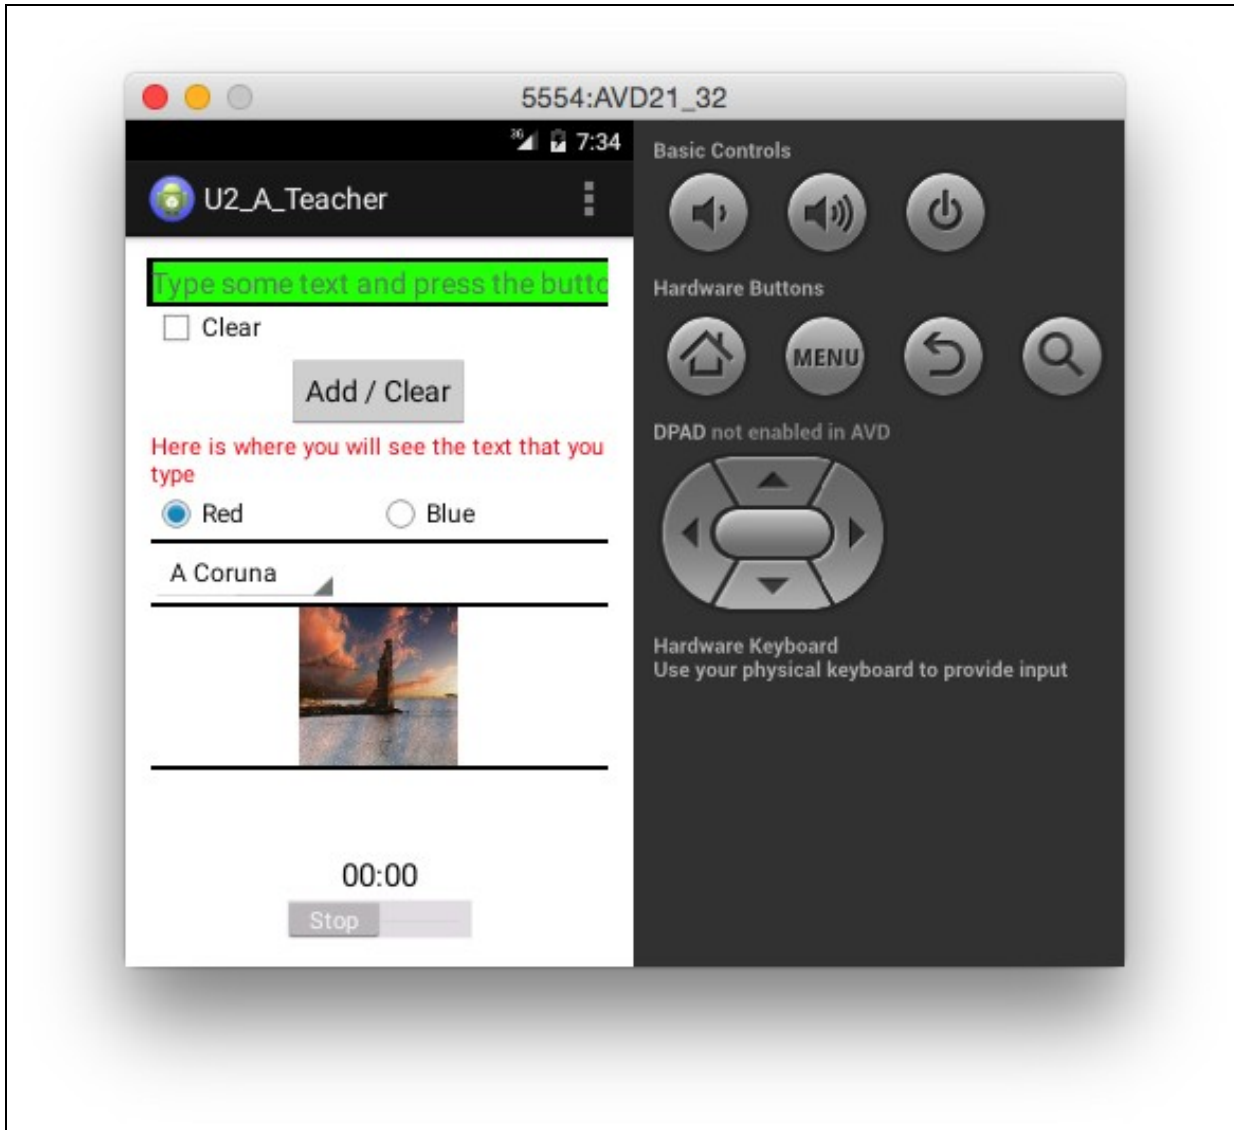 5554:AVD21_32
36 7:34
U2_A_Teacher
Type some text and press the butto
Clear
Add / Clear
Here is where you will see the text that you
type
Red Blue
A Coruna
00:00
Stop
Basic Controls
Hardware Buttons
MENU
DPAD not enabled in AVD
Hardware Keyboard
Use your physical keyboard to provide input